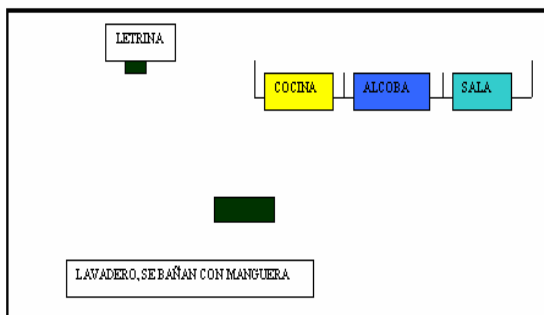 LETRINA
COCINA
ALCOBA
SALA
LAVADERO, SE BAÑAN CON MANGUERA